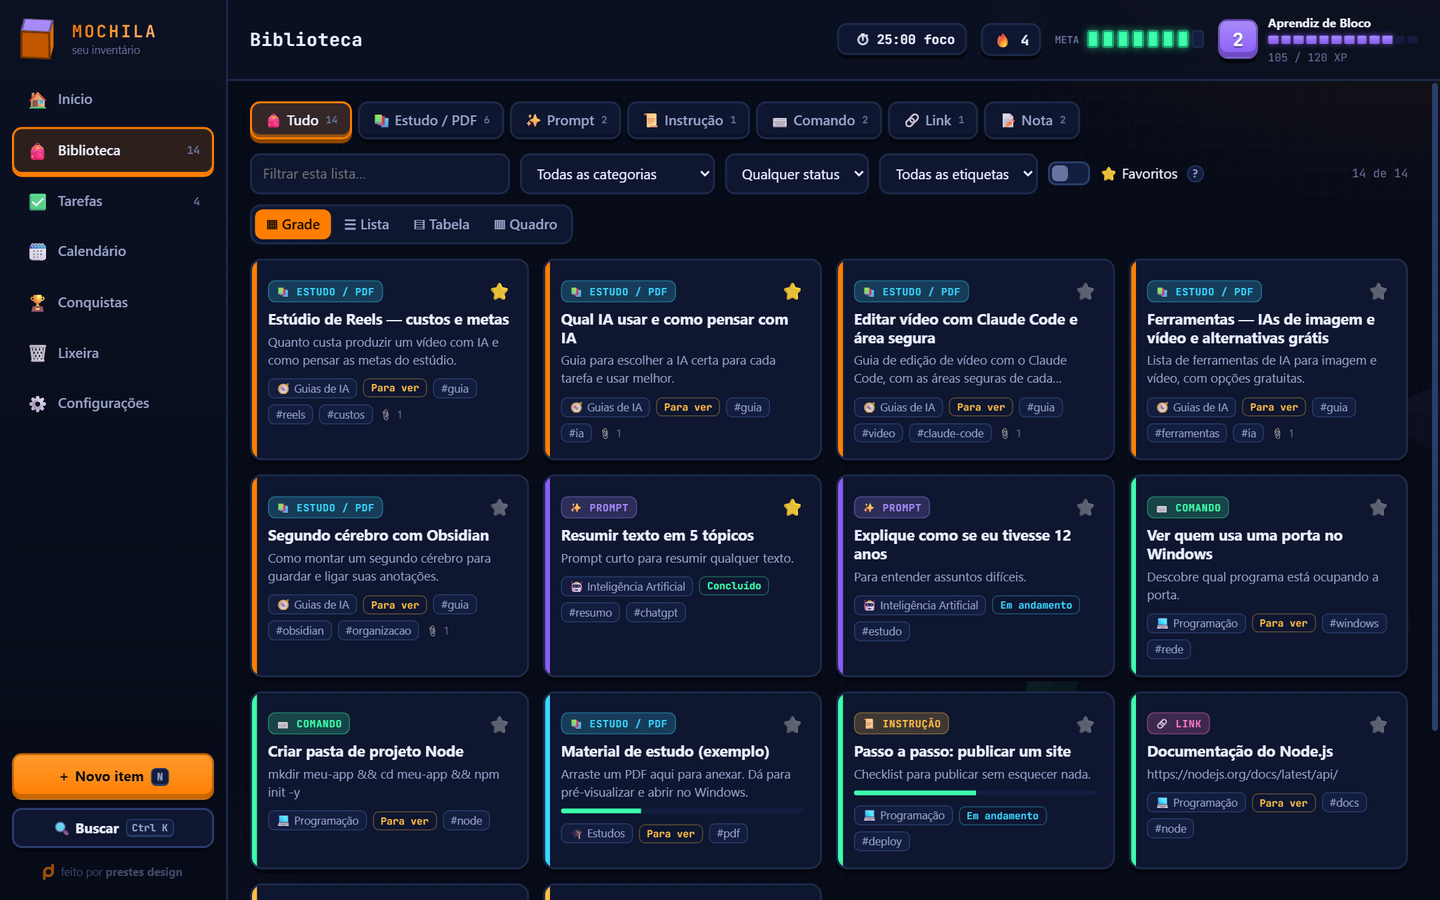 MOCHILA
seu inventário
Início
Biblioteca 14
Tarefas 4
Calendário
Conquistas
Lixeira
Configurações
+ Novo item N
Buscar Ctrl K
feito por prestes design
Biblioteca
25:00 foco
4
META
2
Aprendiz de Bloco
105 / 120 XP
Tudo 14
Estudo / PDF 6
Prompt 2
Instrução 1
Comando 2
Link 1
Nota 2
Filtrar esta lista...
Todas as categorias
Qualquer status
Todas as etiquetas
Favoritos ?
14 de 14
Grade
Lista
Tabela
Quadro
ESTUDO / PDF
Estúdio de Reels — custos e metas
Quanto custa produzir um vídeo com IA e
como pensar as metas do estúdio.
Guias de IA Para ver #guia
#reels #custos 1
ESTUDO / PDF
Qual IA usar e como pensar com
IA
Guia para escolher a IA certa para cada
tarefa e usar melhor.
Guias de IA Para ver #guia
#ia 1
ESTUDO / PDF
Editar vídeo com Claude Code e
área segura
Guia de edição de vídeo com o Claude
Code, com as áreas seguras de cada...
Guias de IA Para ver #guia
#video #claude-code 1
ESTUDO / PDF
Ferramentas — IAs de imagem e
vídeo e alternativas grátis
Lista de ferramentas de IA para imagem e
vídeo, com opções gratuitas.
Guias de IA Para ver #guia
#ferramentas #ia 1
ESTUDO / PDF
Segundo cérebro com Obsidian
Como montar um segundo cérebro para
guardar e ligar suas anotações.
Guias de IA Para ver #guia
#obsidian #organizacao 1
PROMPT
Resumir texto em 5 tópicos
Prompt curto para resumir qualquer texto.
Inteligência Artificial Concluído
#resumo #chatgpt
PROMPT
Explique como se eu tivesse 12
anos
Para entender assuntos difíceis.
Inteligência Artificial Em andamento
#estudo
COMANDO
Ver quem usa uma porta no
Windows
Descobre qual programa está ocupando a
porta.
Programação Para ver #windows
#rede
COMANDO
Criar pasta de projeto Node
mkdir meu-app && cd meu-app && npm
init -y
Programação Para ver #node
ESTUDO / PDF
Material de estudo (exemplo)
Arraste um PDF aqui para anexar. Dá para
pré-visualizar e abrir no Windows.
Estudos Para ver #pdf
INSTRUÇÃO
Passo a passo: publicar um site
Checklist para publicar sem esquecer nada.
Programação Em andamento
#deploy
LINK
Documentação do Node.js
https://nodejs.org/docs/latest/api/
Programação Para ver #docs
#node